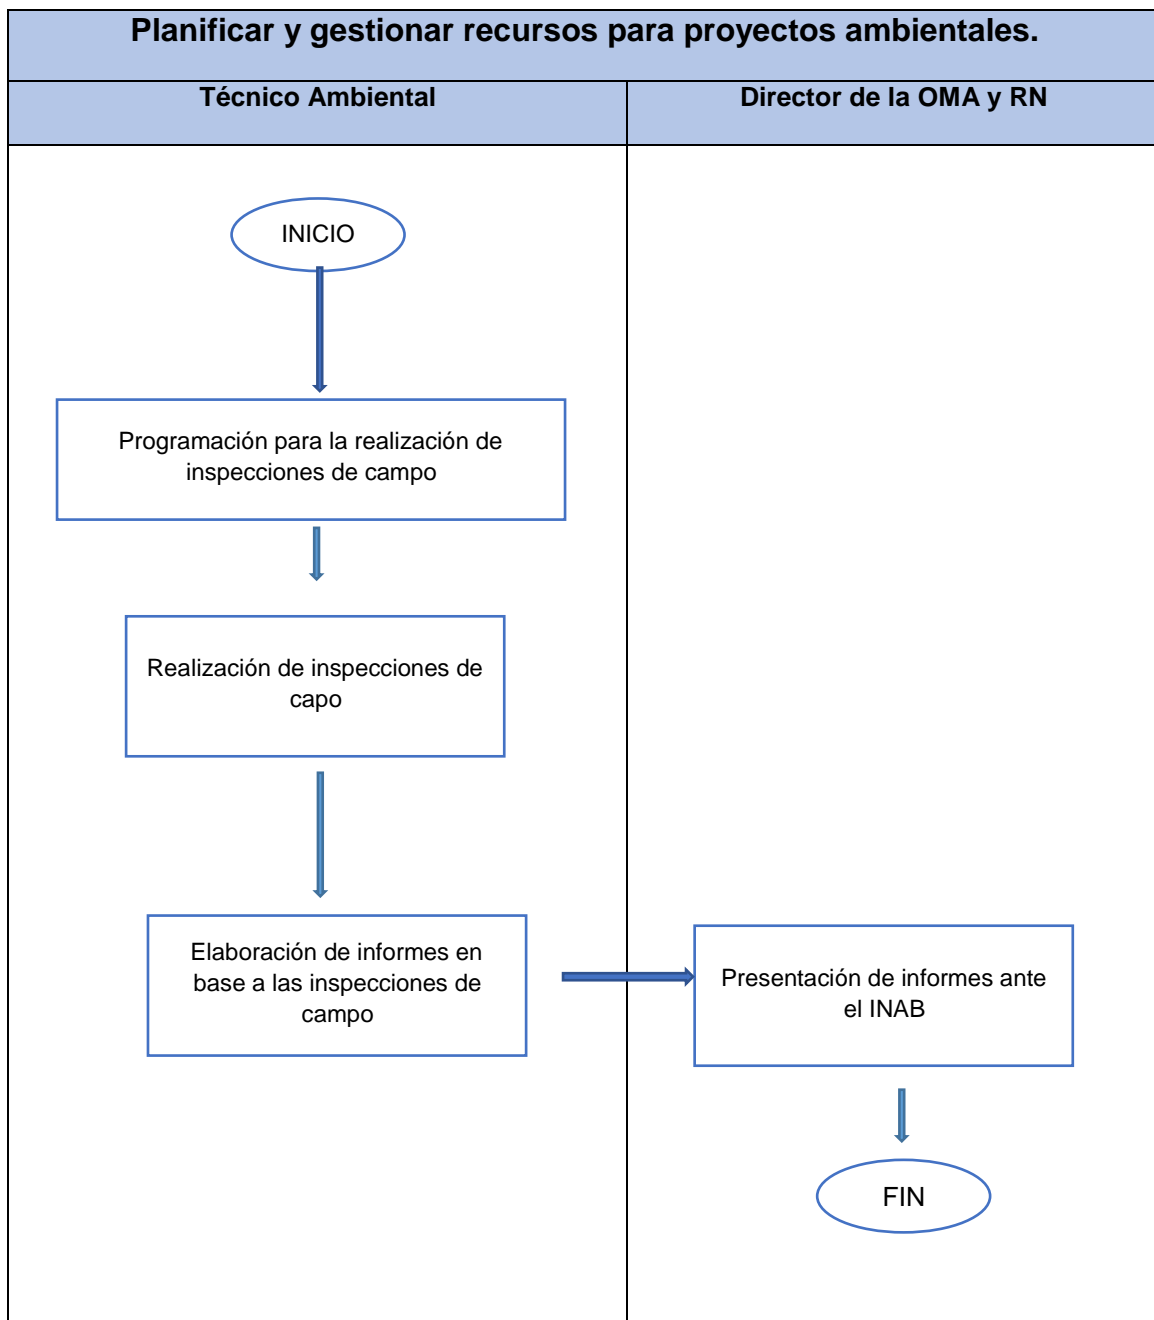 Planificar y gestionar recursos para proyectos ambientales.
Técnico Ambiental
Director de la OMA y RN
INICIO
Programación para la realización de
inspecciones de campo
Realización de inspecciones de
capo
Elaboración de informes en
base a las inspecciones de
campo
Presentación de informes ante
el INAB
FIN